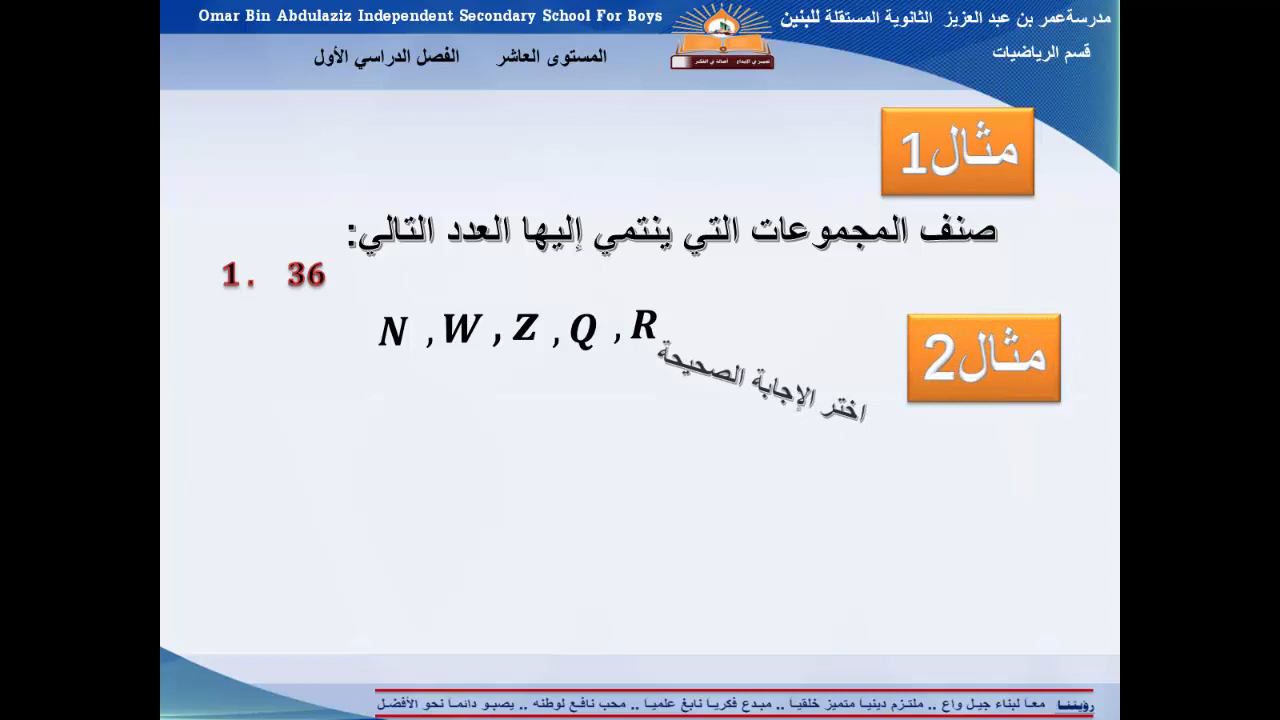 Omar Bin Abdulaziz Independent Secondary School For Boys
مدرسة عمر بن عبد العزيز الثانوية المستقلة للبنين
قسم الرياضيات
المستوى العاشر الفصل الدراسي الأول
مثال1
صنف المجموعات التي ينتمي إليها العدد التالي:
1. 36
N , W , Z , Q , R
مثال2
اختر الإجابة الصحيحة
رؤيتنا معا لبناء جيل واع .. ملتزم دينيا متميز خلقيا .. مبدع فكريا نابغ علميا .. محب نافع لوطنه .. يصبو دائما نحو الأفضل